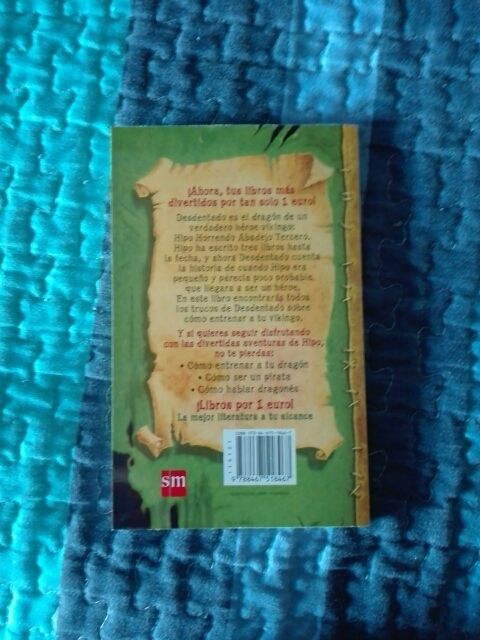 ¡Ahora, tus libros más
divertidos por tan solo 1 euro!
Desdentado es el dragón de un
verdadero héroe vikingo:
Hipo Horrendo Abadejo Tercero.
Hipo ha escrito tres libros hasta
la fecha, y ahora Desdentado cuenta
la historia de cuando Hipo era
pequeño y parecía poco probable,
que llegara a ser un héroe.
En este libro encontrarás todos
los trucos de Desdentado sobre
cómo entrenar a tu vikingo.
Y si quieres seguir disfrutando
con las divertidas aventuras de Hipo,
no te pierdas:
• Cómo entrenar a tu dragón
• Cómo ser un pirata
• Cómo hablar dragonés
¡Libros por 1 euro!
La mejor literatura a tu alcance
sm
ISBN
9 788467 518467